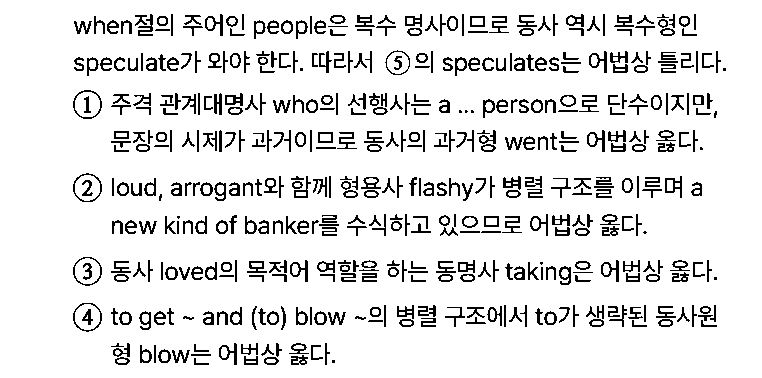 when절의 주어인 people은 복수 명사이므로 동사 역시 복수형인
speculate가 와야 한다. 따라서 ⑤의 speculates는 어법상 틀리다.
① 주격 관계대명사 who의 선행사는 a ... person으로 단수이지만,
문장의 시제가 과거이므로 동사의 과거형 went는 어법상 옳다.
② loud, arrogant와 함께 형용사 flashy가 병렬 구조를 이루며 a
new kind of banker를 수식하고 있으므로 어법상 옳다.
③ 동사 loved의 목적어 역할을 하는 동명사 taking은 어법상 옳다.
④ to get ~ and (to) blow ~의 병렬 구조에서 to가 생략된 동사원
형 blow는 어법상 옳다.